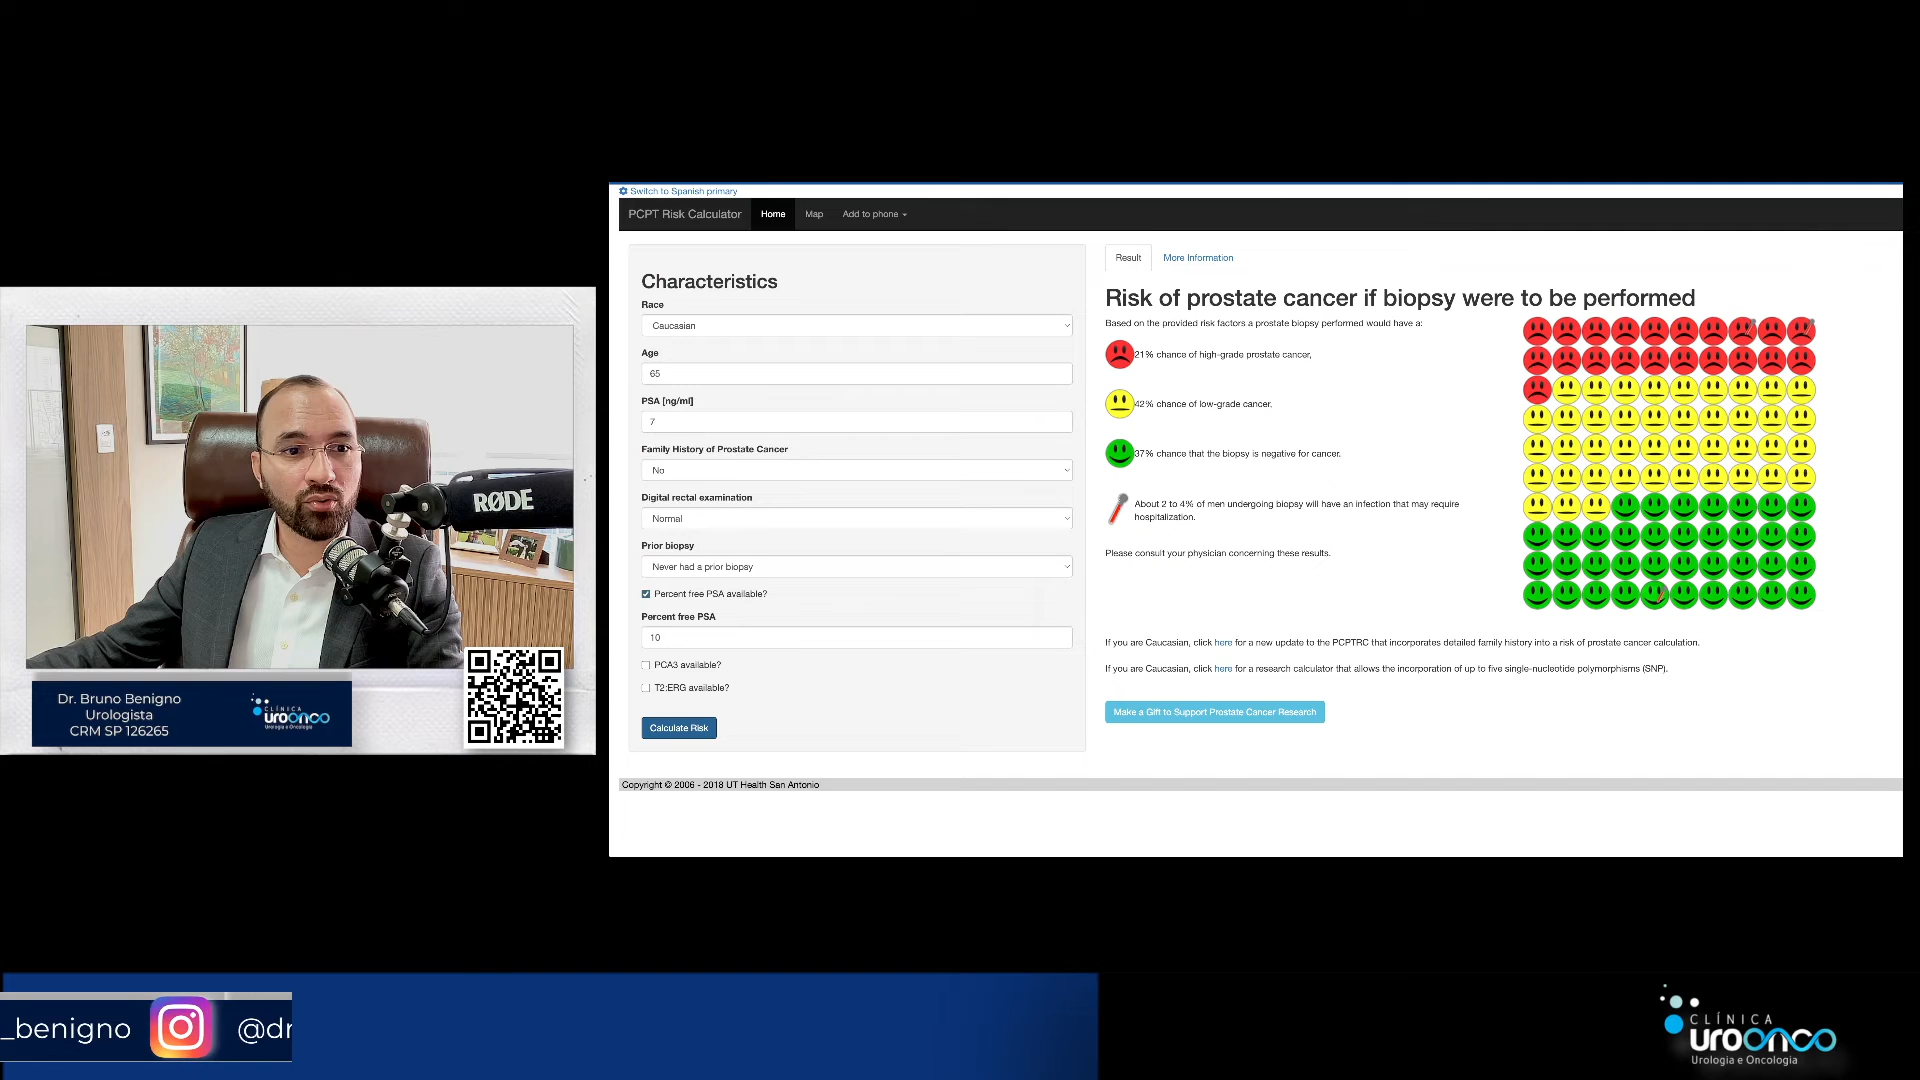 Switch to Spanish primary
PCPT Risk Calculator
Home
Map
Add to phone
Characteristics
Race
Caucasian
Age
65
PSA [ng/ml]
7
Family History of Prostate Cancer
No
Digital rectal examination
Normal
Prior biopsy
Never had a prior biopsy
Percent free PSA available?
Percent free PSA
10
PCA3 available?
T2:ERG available?
Calculate Risk
Result
More Information
Risk of prostate cancer if biopsy were to be performed
Based on the provided risk factors a prostate biopsy performed would have a:
21% chance of high-grade prostate cancer,
42% chance of low-grade cancer,
37% chance that the biopsy is negative for cancer.
About 2 to 4% of men undergoing biopsy will have an infection that may require
hospitalization.
Please consult your physician concerning these results.
If you are Caucasian, click here for a new update to the PCPTRC that incorporates detailed family history into a risk of prostate cancer calculation.
If you are Caucasian, click here for a research calculator that allows the incorporation of up to five single-nucleotide polymorphisms (SNP).
Make a Gift to Support Prostate Cancer Research
Copyright © 2006 - 2018 UT Health San Antonio
RØDE
Dr. Bruno Benigno
Urologista
CRM SP 126265
CLÍNICA
uroonco
Urologia e Oncologia
_benigno
@dr
CLÍNICA
uroonco
Urologia e Oncologia